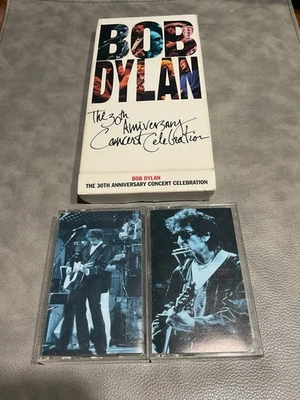 BOB
DYLAN
The 30th
Anniversary
Concert Celebration
BOB DYLAN
THE 30TH ANNIVERSARY CONCERT CELEBRATION